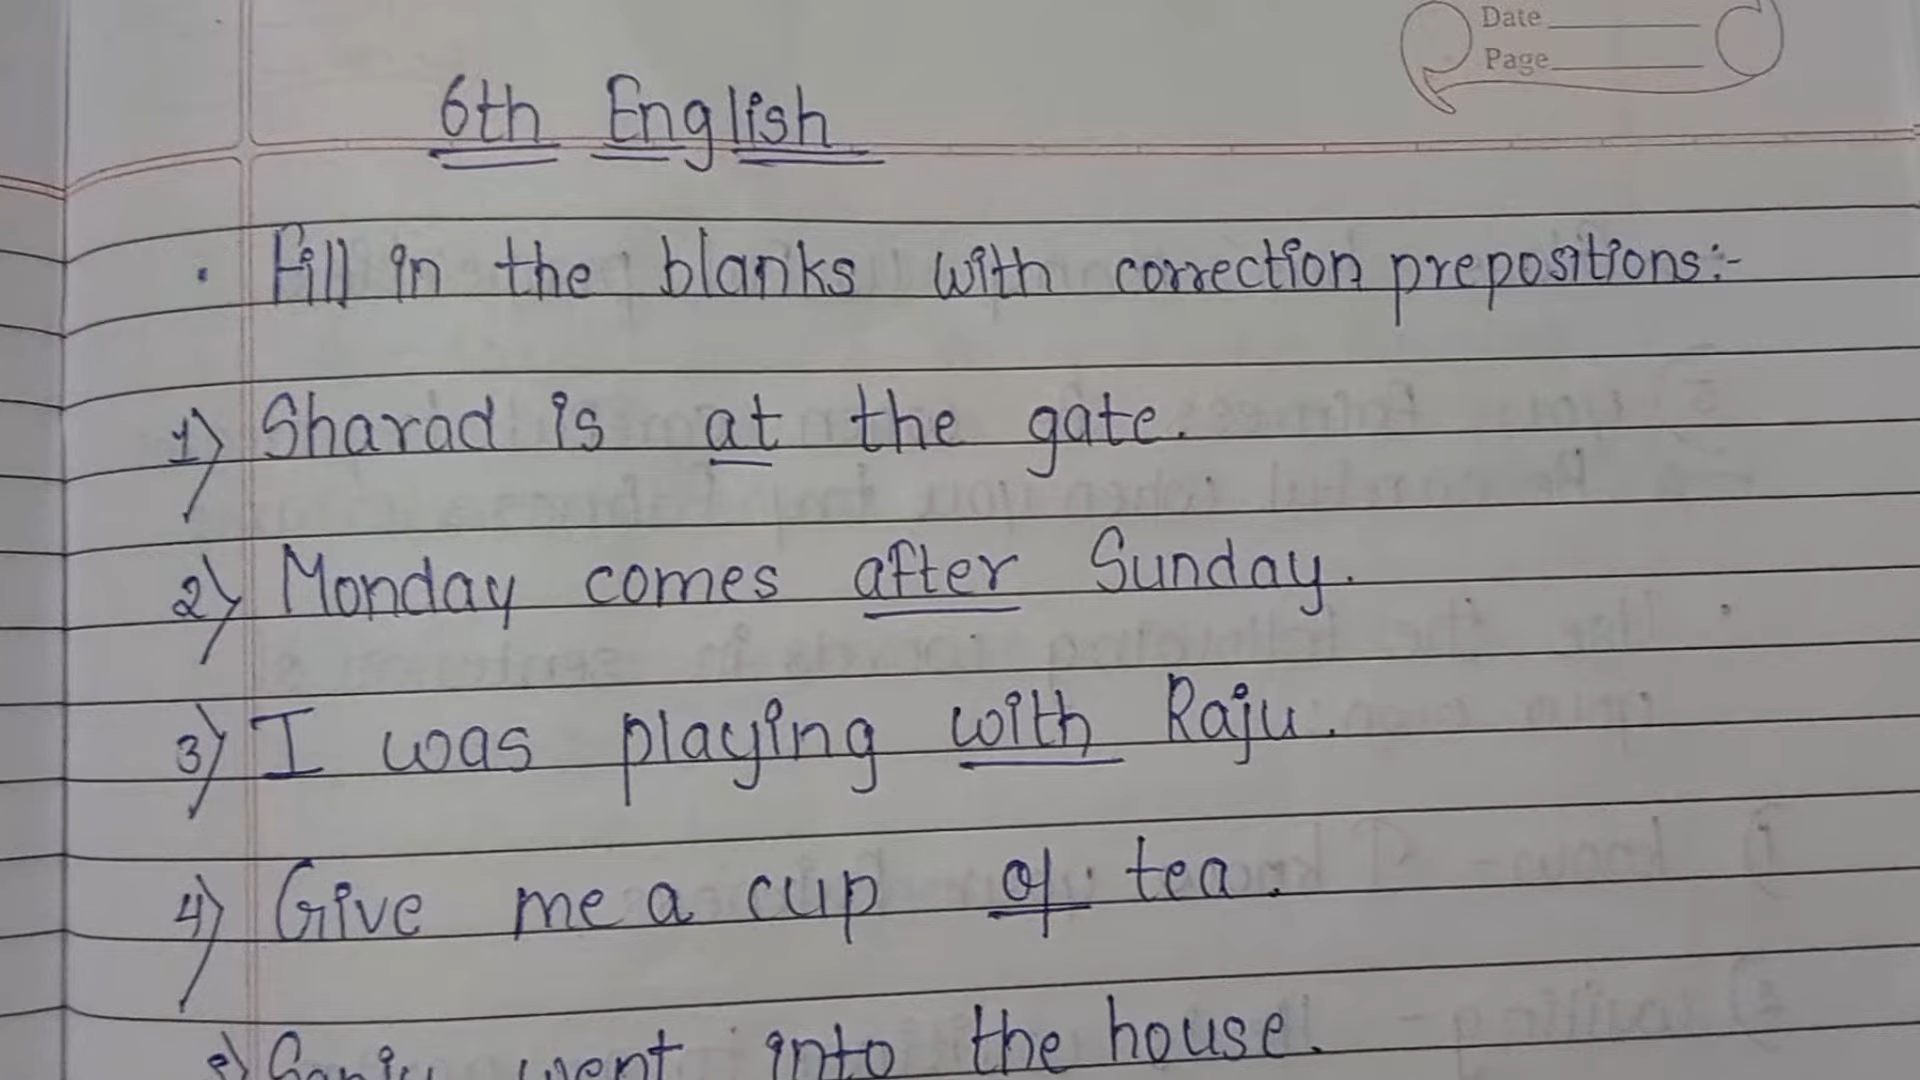 Date
Page
6th English
• Fill in the blanks with correction prepositions:-
1) Sharad is at the gate.
2) Monday comes after Sunday.
3) I was playing with Raju.
4) Give me a cup of tea.
went into the house.